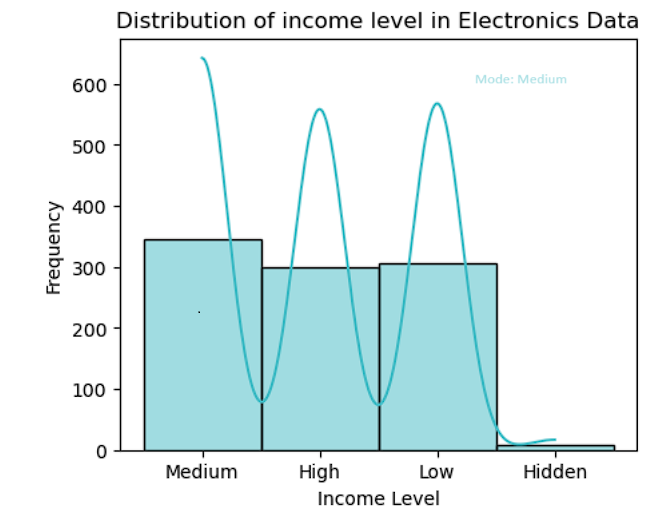 Distribution of income level in Electronics Data
Mode: Medium
600
500
400
300
200
100
0
Frequency
Medium High Low Hidden
Income Level